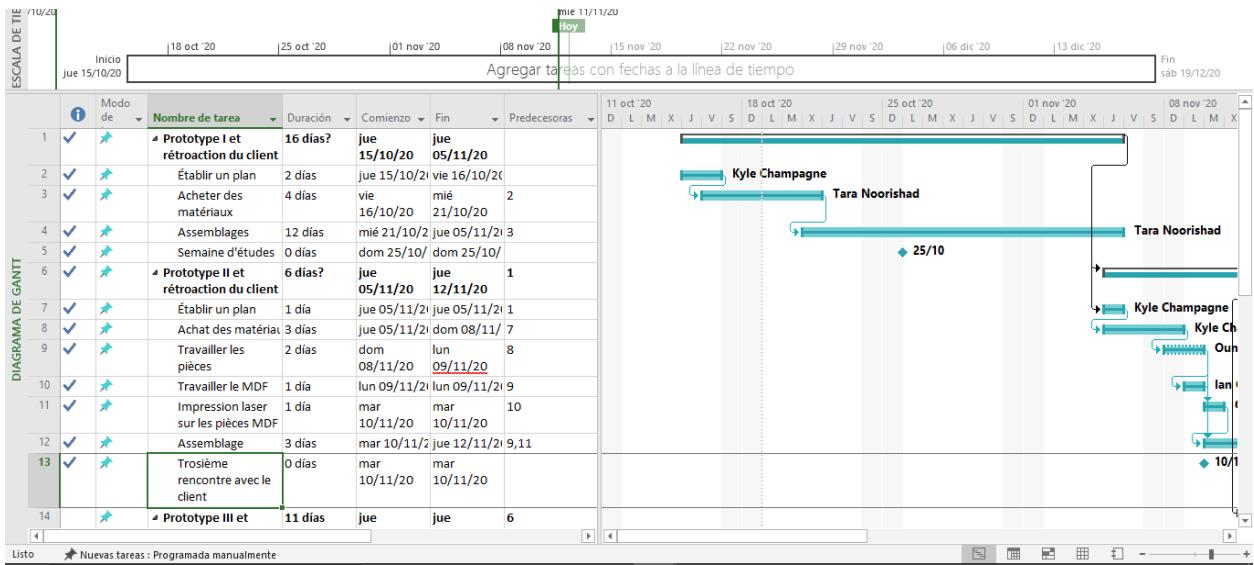 /10/20
mié 11/11/20
Hoy
ESCALA DE TIE
18 oct '20 25 oct '20 01 nov '20 08 nov '20 15 nov '20 22 nov '20 29 nov '20 06 dic '20 13 dic '20
Inicio
jue 15/10/20
Agregar tareas con fechas a la línea de tiempo
Fin
sáb 19/12/20
DIAGRAMA DE GANTT
Modo de Nombre de tarea Duración Comienzo Fin Predecesoras
11 oct '20 18 oct '20 25 oct '20 01 nov '20 08 nov '20
D L M X J V S D L M X J V S D L M X J V S D L M X J V S D L M X
1 Prototype I et 16 días? jue jue
rétroaction du client 15/10/20 05/11/20
2 Établir un plan 2 días jue 15/10/20 vie 16/10/20
Kyle Champagne
3 Acheter des 4 días vie mié 2
matériaux 16/10/20 21/10/20
Tara Noorishad
4 Assemblages 12 días mié 21/10/2 jue 05/11/2 3
Tara Noorishad
5 Semaine d'études 0 días dom 25/10/ dom 25/10/
25/10
6 Prototype II et 6 días? jue jue 1
rétroaction du client 05/11/20 12/11/20
7 Établir un plan 1 día jue 05/11/2 jue 05/11/2 1
Kyle Champagne
8 Achat des matériau 3 días jue 05/11/2 dom 08/11/ 7
Kyle Ch
9 Travailler les 2 días dom lun 8
pièces 08/11/20 09/11/20
Oun
10 Travailler le MDF 1 día lun 09/11/2 lun 09/11/2 9
Ian
11 Impression laser 1 día mar mar 10
sur les pièces MDF 10/11/20 10/11/20
12 Assemblage 3 días mar 10/11/2 jue 12/11/2 9,11
13 Trosième 0 días mar mar
rencontre avec le 10/11/20 10/11/20
client
10/1
14 Prototype III et 11 días jue jue 6
Listo Nuevas tareas : Programada manualmente